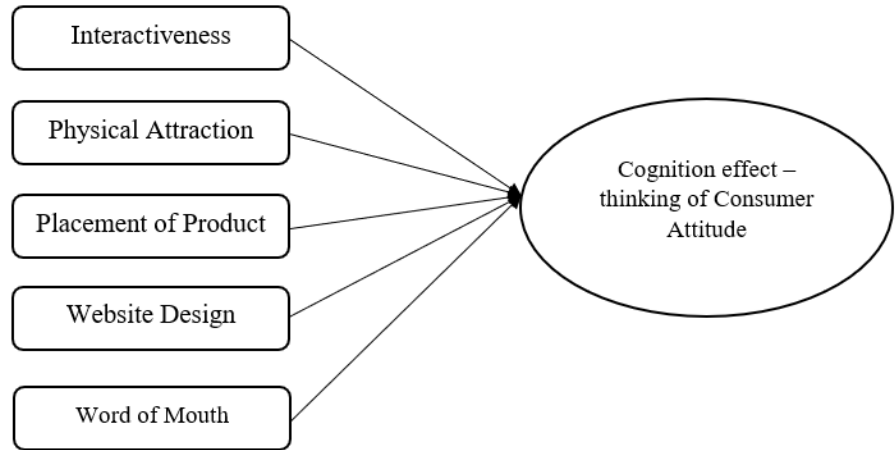 Interactiveness
Physical Attraction
Placement of Product
Website Design
Word of Mouth
Cognition effect –
thinking of Consumer
Attitude